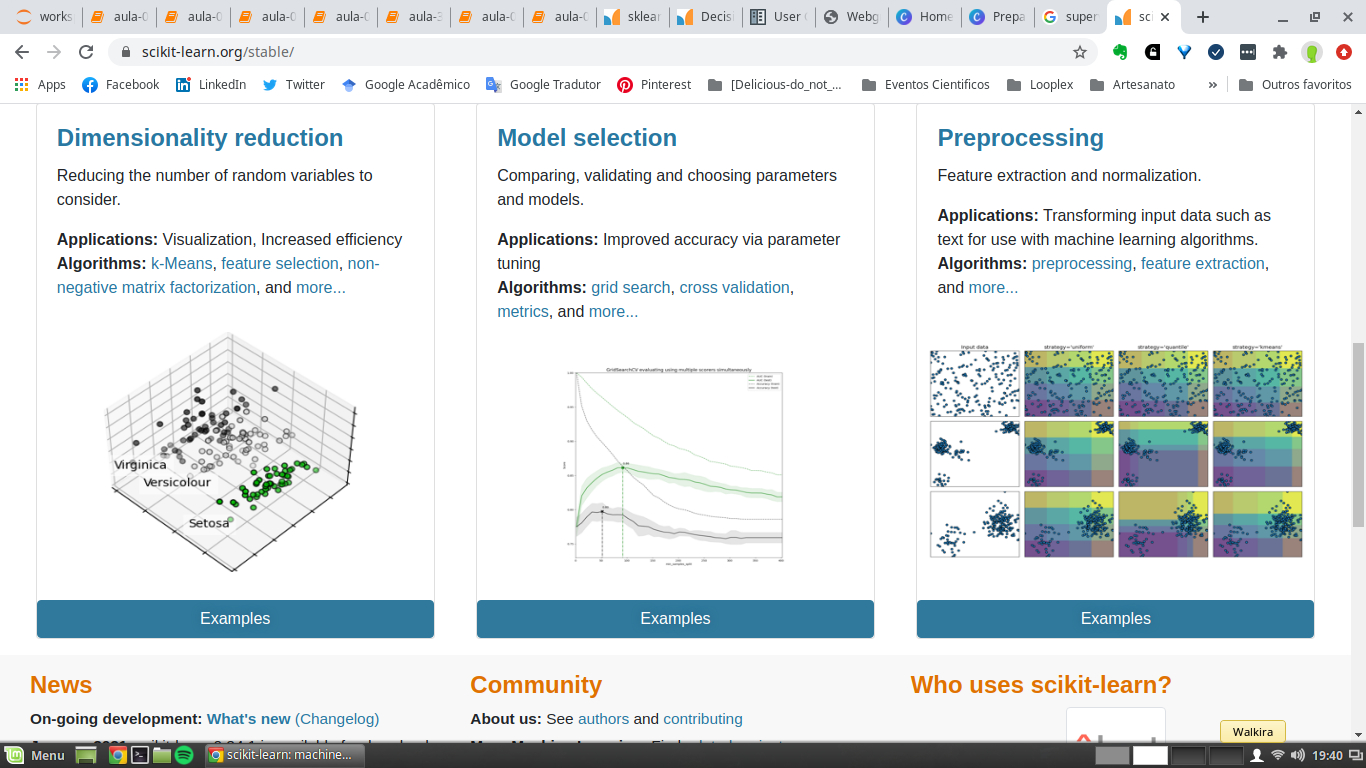 works
aula-0
aula-0
aula-0
aula-0
aula-3
aula-0
aula-0
sklear
Decisi
User
Webg
Home
Prepa
super
sci
scikit-learn.org/stable/
Apps
Facebook
LinkedIn
Twitter
Google Acadêmico
Google Tradutor
Pinterest
[Delicious-do_not_...
Eventos Cientificos
Looplex
Artesanato
»
Outros favoritos
Dimensionality reduction
Reducing the number of random variables to
consider.
Applications: Visualization, Increased efficiency
Algorithms: k-Means, feature selection, non-
negative matrix factorization, and more...
Virginica
Versicolour
Setosa
Examples
Model selection
Comparing, validating and choosing parameters
and models.
Applications: Improved accuracy via parameter
tuning
Algorithms: grid search, cross validation,
metrics, and more...
GridSearchCV evaluating using multiple scorers simultaneously
Examples
Preprocessing
Feature extraction and normalization.
Applications: Transforming input data such as
text for use with machine learning algorithms.
Algorithms: preprocessing, feature extraction,
and more...
Input data
strategy='uniform'
strategy='quantile'
strategy='kmeans'
Examples
News
On-going development: What's new (Changelog)
Community
About us: See authors and contributing
Who uses scikit-learn?
Walkira
Menu
scikit-learn: machine...
19:40